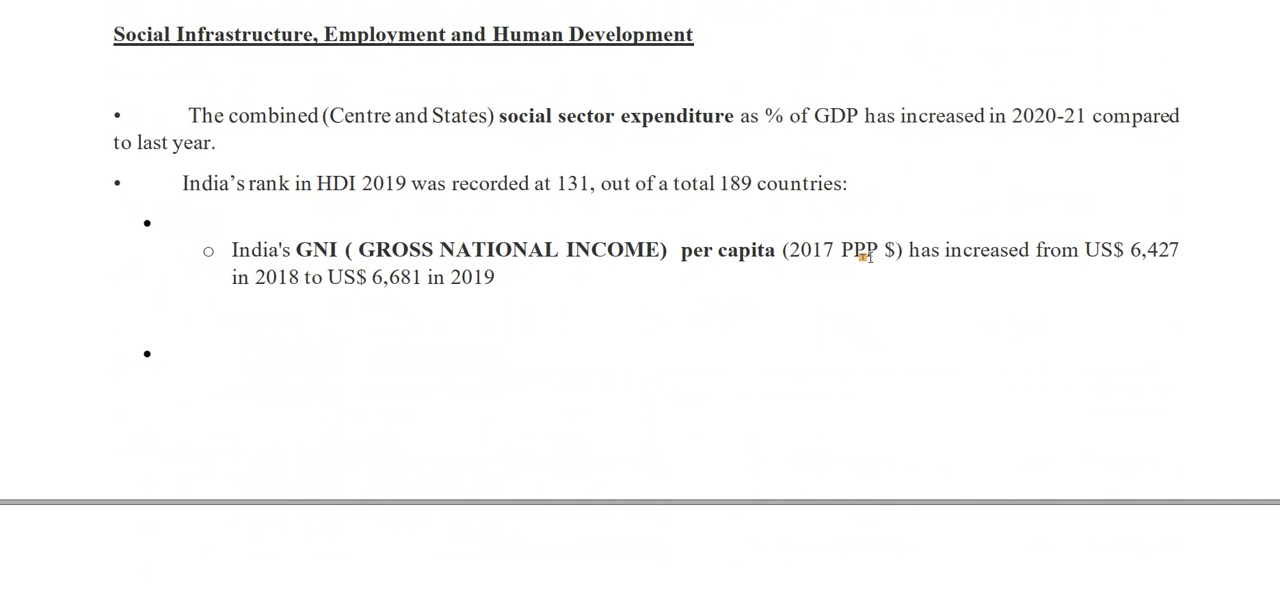 Social Infrastructure, Employment and Human Development
• The combined (Centre and States) social sector expenditure as % of GDP has increased in 2020-21 compared
to last year.
• India's rank in HDI 2019 was recorded at 131, out of a total 189 countries:
•
○ India's GNI ( GROSS NATIONAL INCOME) per capita (2017 PPP $) has increased from US$ 6,427
in 2018 to US$ 6,681 in 2019
•